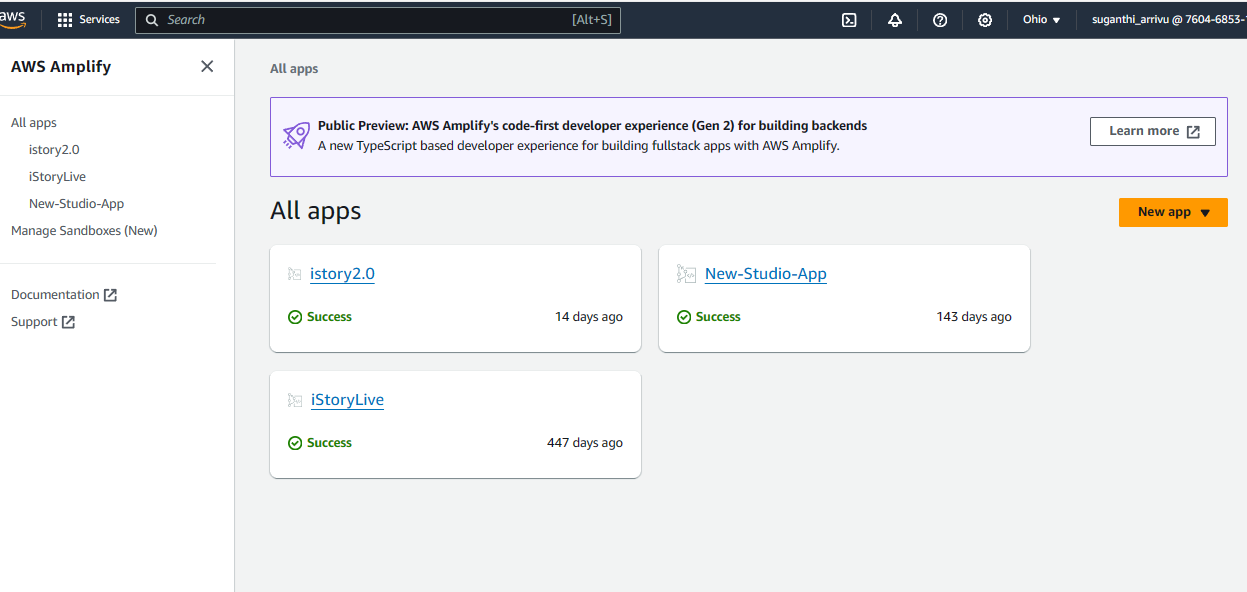 aws Services Search [Alt+S] Ohio suganthi_arrivu @ 7604-6853-
AWS Amplify
All apps
istory2.0
iStoryLive
New-Studio-App
Manage Sandboxes (New)
Documentation
Support
All apps
Public Preview: AWS Amplify's code-first developer experience (Gen 2) for building backends
A new TypeScript based developer experience for building fullstack apps with AWS Amplify.
Learn more
All apps
New app
istory2.0
Success 14 days ago
New-Studio-App
Success 143 days ago
iStoryLive
Success 447 days ago